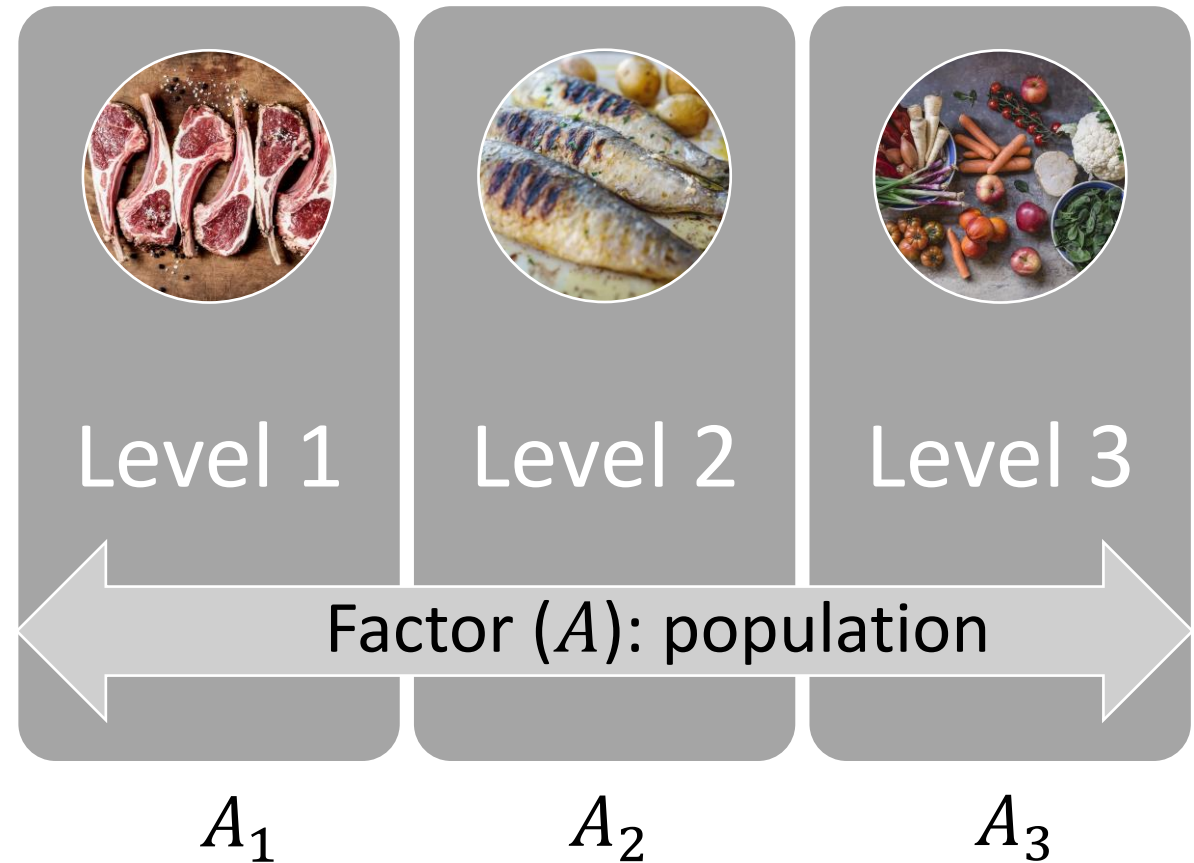 Level 1
Level 2
Level 3
Factor (A): population
A₁
A₂
A₃